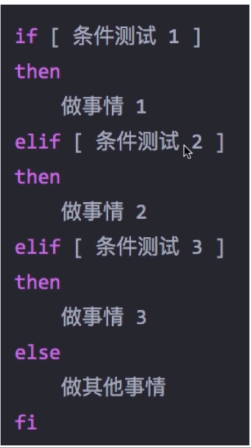 if [ 条件测试 1 ]
then
    做事情 1
elif [ 条件测试 2 ]
then
    做事情 2
elif [ 条件测试 3 ]
then
    做事情 3
else
    做其他事情
fi